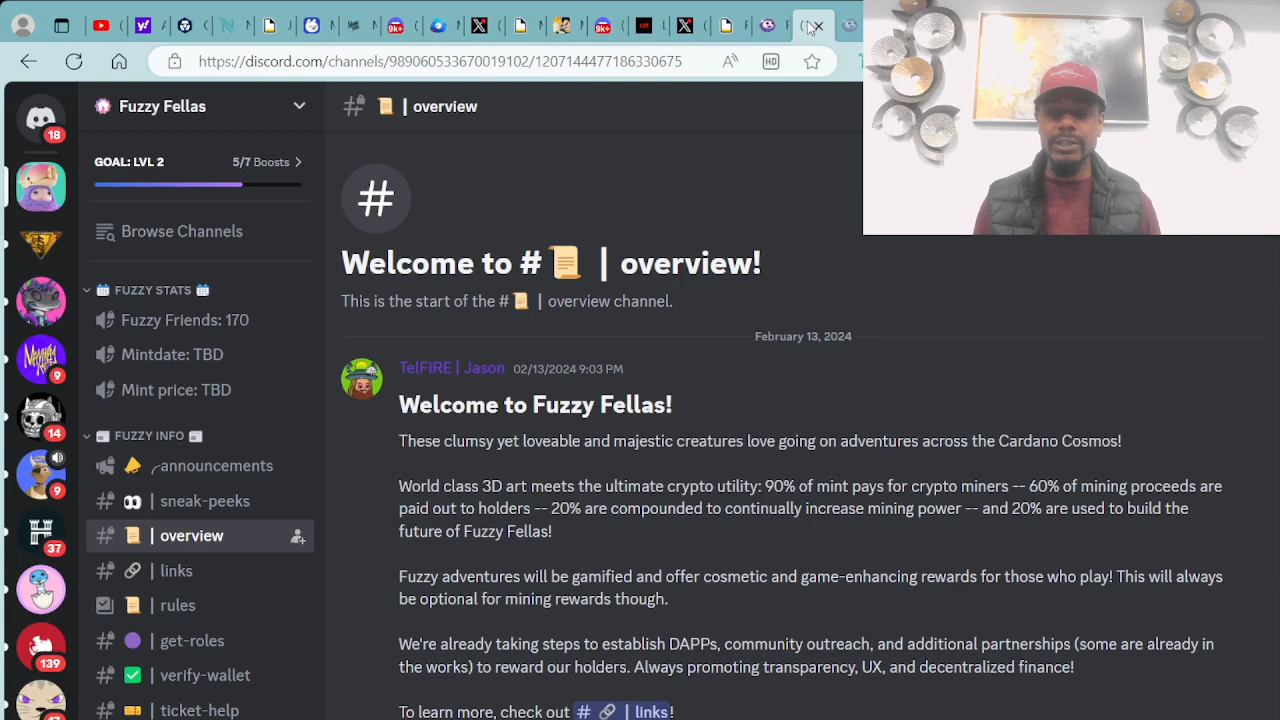 9k+
9k+
https://discord.com/channels/989060533670019102/1207144477186330675
HD
18
9
14
9
37
139
Fuzzy Fellas
GOAL: LVL 2
5/7 Boosts
Browse Channels
FUZZY STATS
Fuzzy Friends: 170
Mintdate: TBD
Mint price: TBD
FUZZY INFO
announcements
| sneak-peeks
| overview
| links
| rules
| get-roles
| verify-wallet
| ticket-help
| overview
Welcome to # | overview!
This is the start of the # | overview channel.
February 13, 2024
TelFiRE | Jason 02/13/2024 9:03 PM
Welcome to Fuzzy Fellas!
These clumsy yet loveable and majestic creatures love going on adventures across the Cardano Cosmos!
World class 3D art meets the ultimate crypto utility: 90% of mint pays for crypto miners -- 60% of mining proceeds are
paid out to holders -- 20% are compounded to continually increase mining power -- and 20% are used to build the
future of Fuzzy Fellas!
Fuzzy adventures will be gamified and offer cosmetic and game-enhancing rewards for those who play! This will always
be optional for mining rewards though.
We're already taking steps to establish DAPPs, community outreach, and additional partnerships (some are already in
the works) to reward our holders. Always promoting transparency, UX, and decentralized finance!
To learn more, check out # | links!